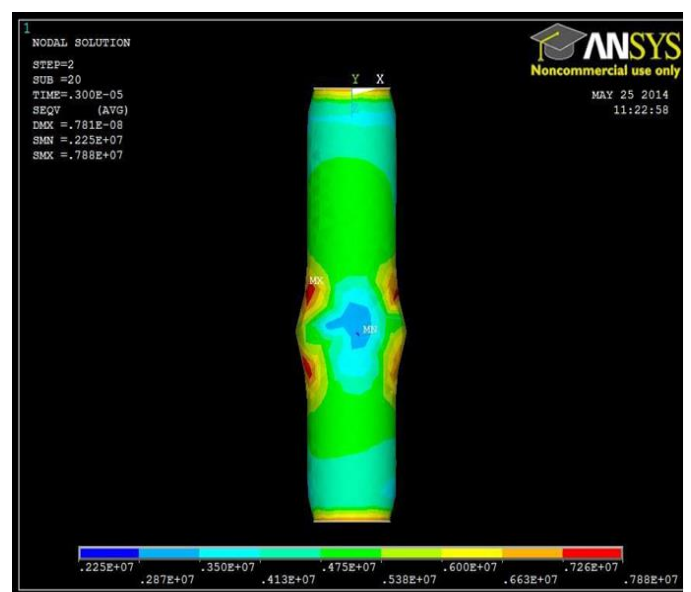 1
NODAL SOLUTION
STEP=2
SUB =20
TIME=.300E-05
SEQV (AVG)
DMX =.781E-08
SMN =.225E+07
SMX =.788E+07
ANSYS
Noncommercial use only
MAY 25 2014
11:22:58
Y X
MX
MN
.225E+07 .350E+07 .475E+07 .600E+07 .726E+07
.287E+07 .413E+07 .538E+07 .663E+07 .788E+07